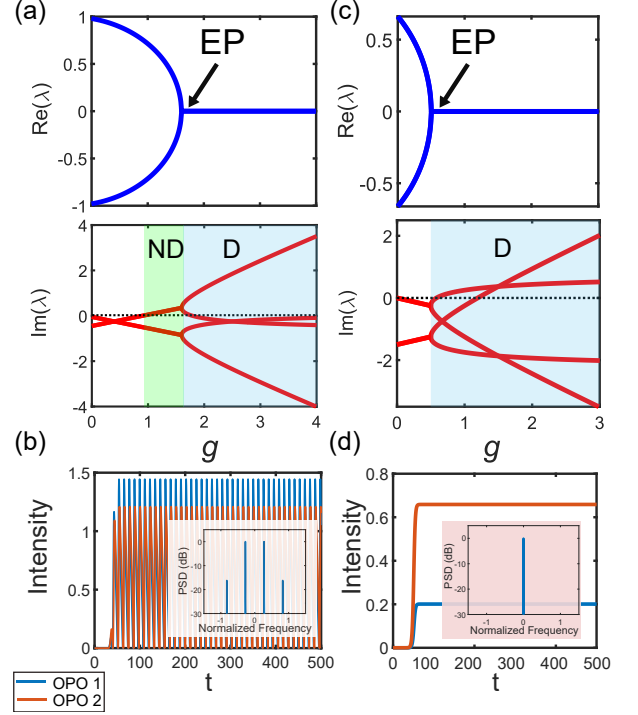 (a)
1
0.5
0
-0.5
-1
Re(λ)
EP
(c)
0.5
0
-0.5
Re(λ)
EP
4
2
0
-2
-4
Im(λ)
ND D
0 1 2 3 4
g
2
0
-2
Im(λ)
D
0 1 2 3
g
(b)
1.5
1
0.5
0
Intensity
0 100 200 300 400 500
t
PSD (dB)
0
-10
-20
-30
-1 0 1
Normalized Frequency
OPO 1
OPO 2
(d)
0.8
0.6
0.4
0.2
0
Intensity
0 100 200 300 400 500
t
PSD (dB)
0
-10
-20
-30
-1 0 1
Normalized Frequency